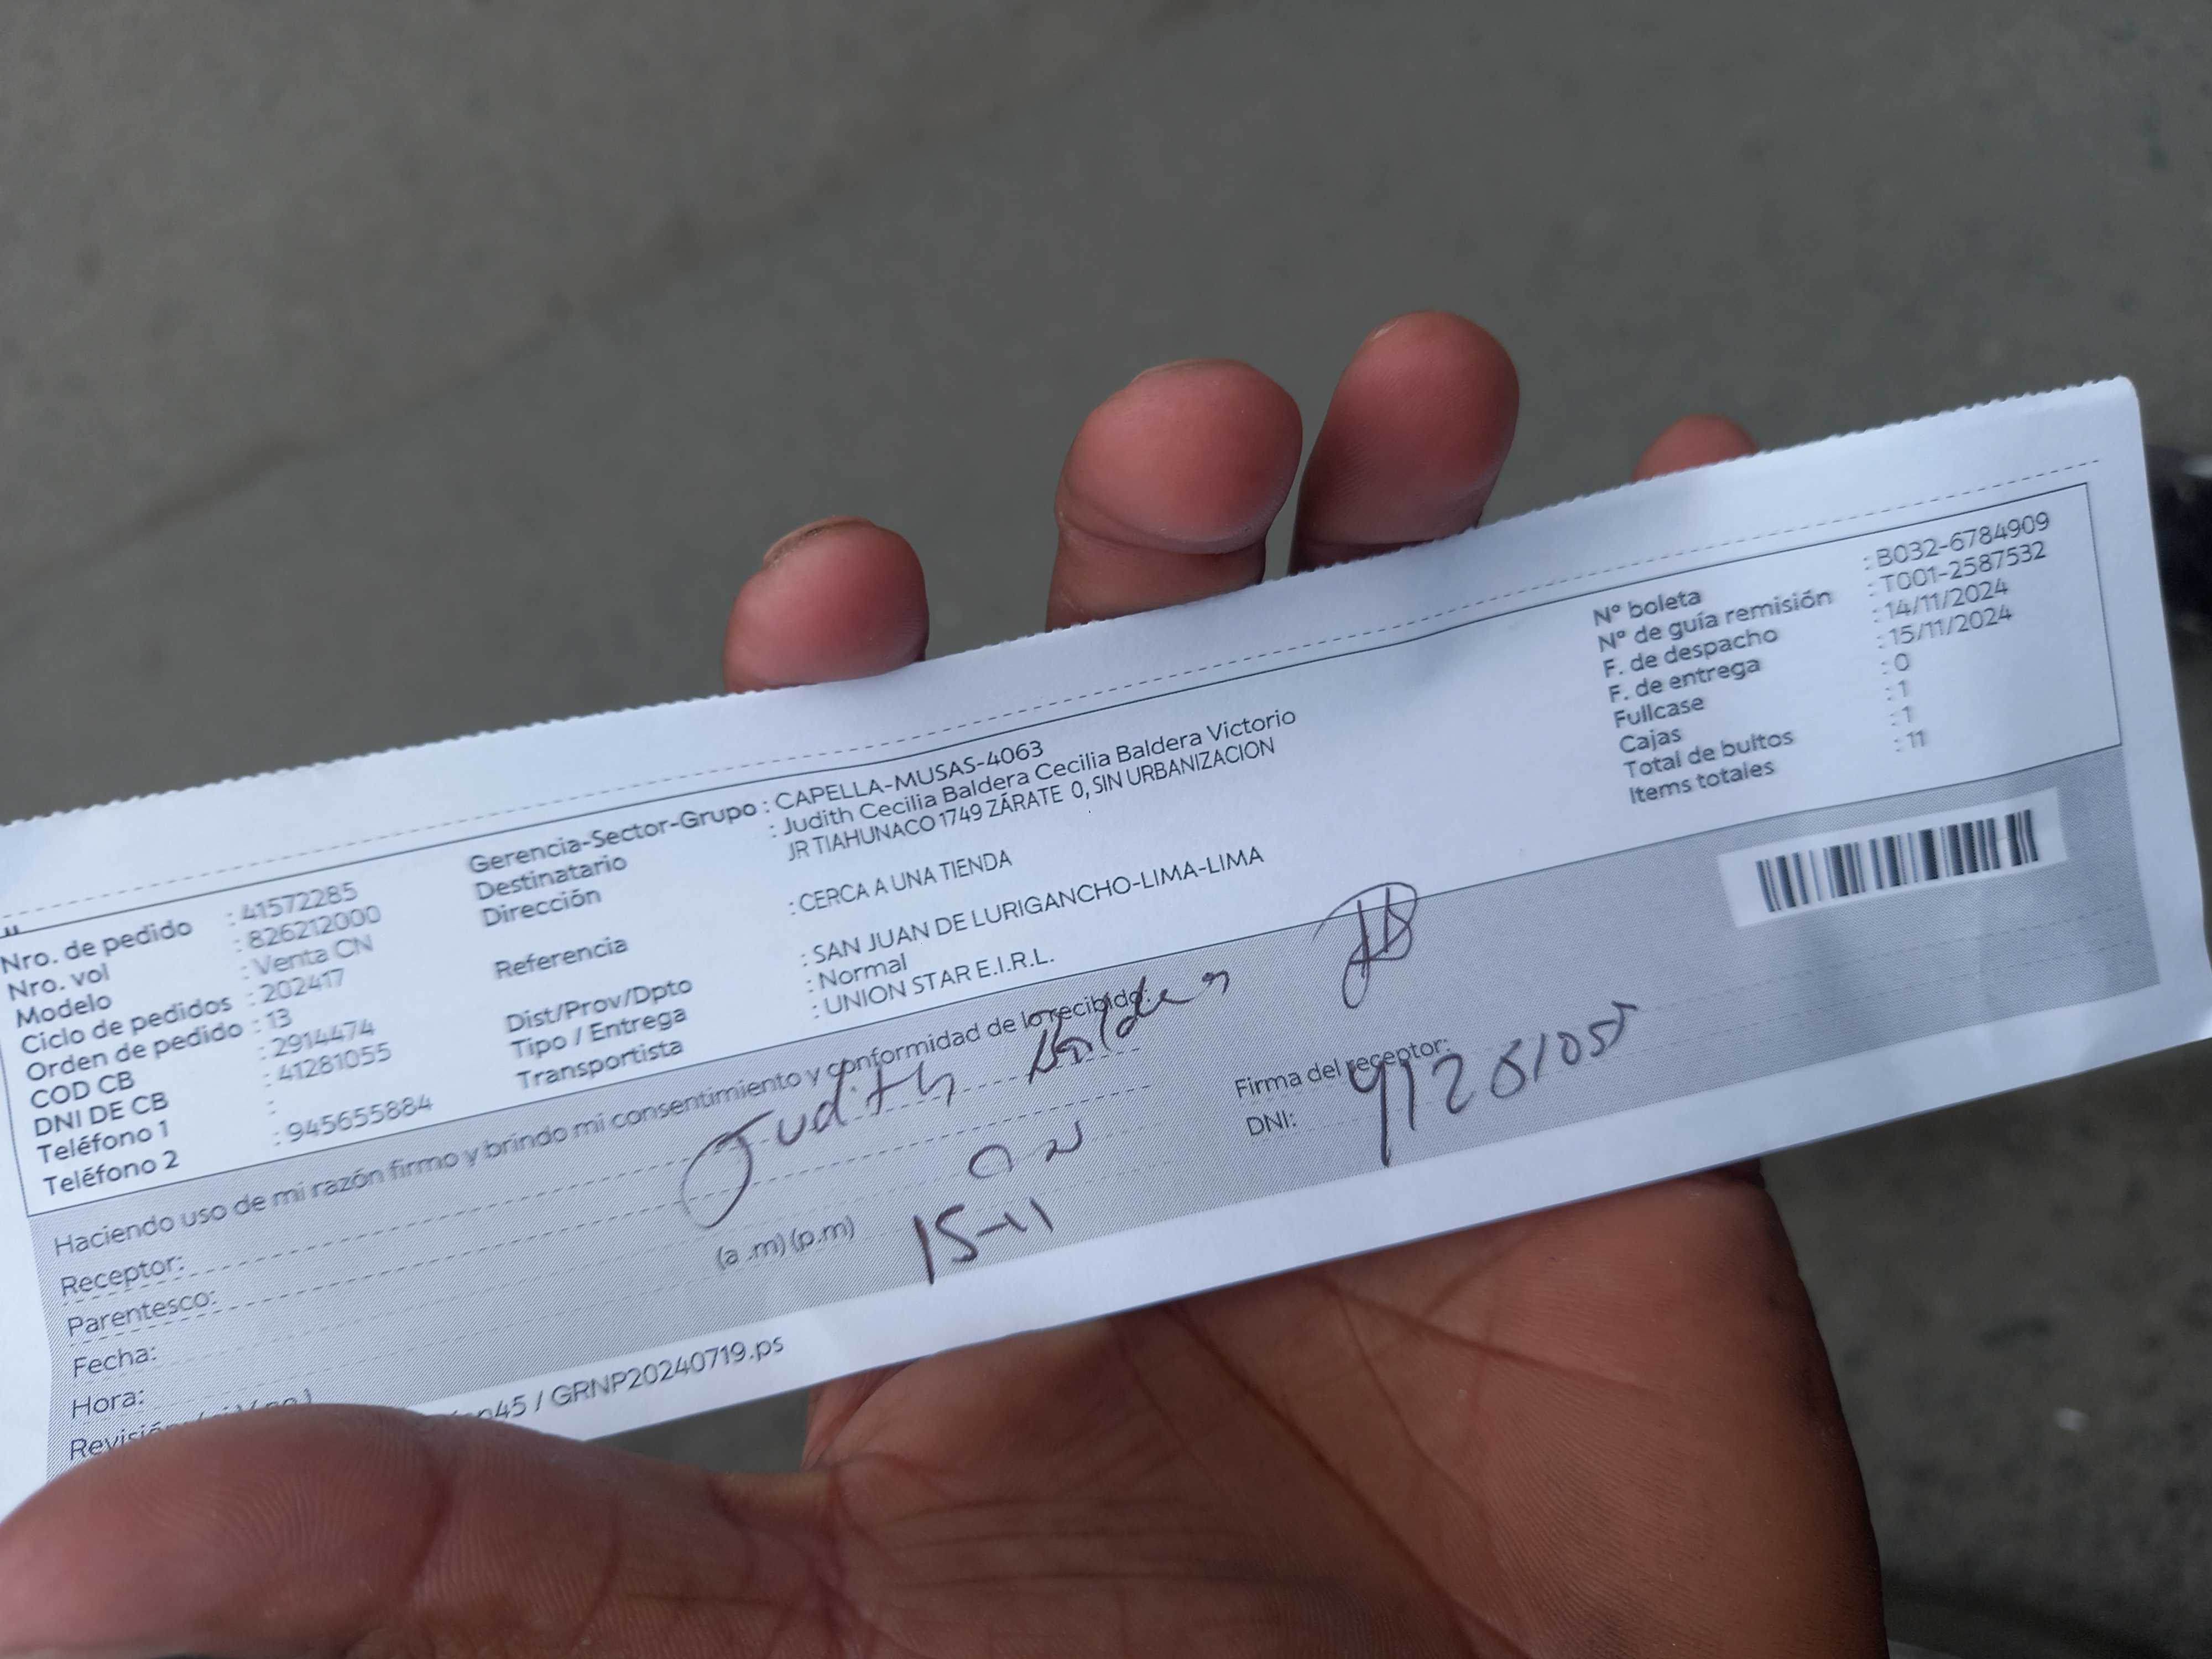 Nro. de pedido : 41572285
Nro. vol : 826212000
Modelo : Venta CN
Ciclo de pedidos : 202417
Orden de pedido : 13
COD CB : 2914474
DNI DE CB : 41281055
Teléfono 1 :
Teléfono 2 : 945655884
Gerencia-Sector-Grupo : CAPELLA-MUSAS-4063
Destinatario : Judith Cecilia Baldera Cecilia Baldera Victorio
Dirección JR TIAHUNACO 1749 ZÁRATE 0, SIN URBANIZACION
Referencia : CERCA A UNA TIENDA
Dist/Prov/Dpto : SAN JUAN DE LURIGANCHO-LIMA-LIMA
Tipo / Entrega : Normal
Transportista : UNION STAR E.I.R.L.
N° boleta : B032-6784909
N° de guía remisión : T001-2587532
F. de despacho : 14/11/2024
F. de entrega : 15/11/2024
Fullcase : 0
Cajas : 1
Total de bultos : 1
Items totales : 11
Haciendo uso de mi razón firmo y brindo mi consentimiento y conformidad de lo recibido:
Receptor: Judith
Parentesco:
Fecha: 15-11
Hora: (a .m) (p.m)
Firma del receptor:
DNI: 41281055
p45 / GRNP20240719.ps